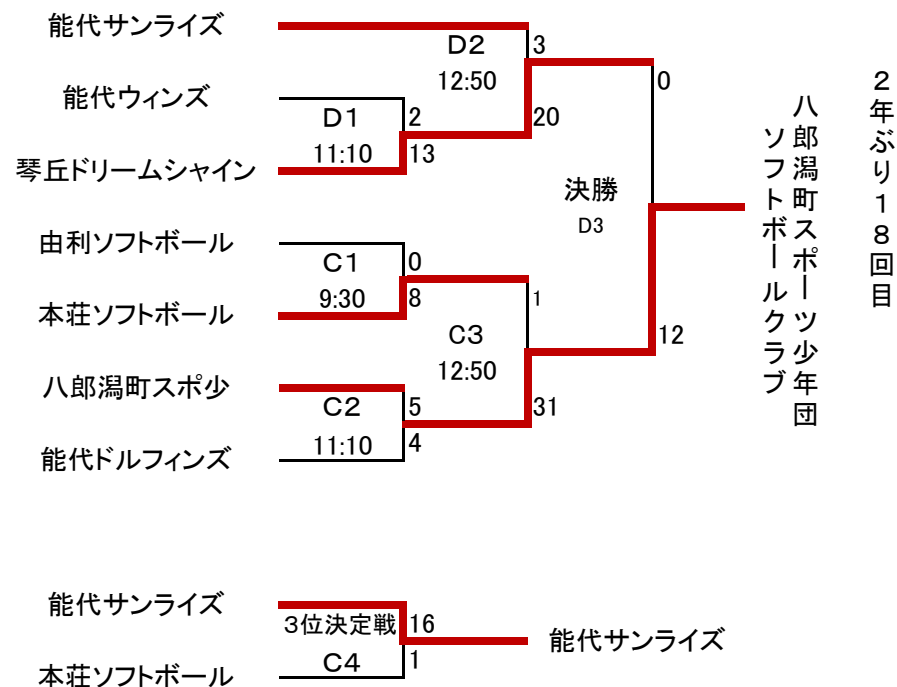 能代サンライズ
D2
3
12:50
0
能代ウィンズ
D1
2
20
11:10
13
琴丘ドリームシャイン
決勝
D3
由利ソフトボール
C1
0
9:30
8
本荘ソフトボール
1
C3
12:50
12
八郎潟町スポ少
C2
5
31
11:10
4
能代ドルフィンズ
2年ぶり18回目
八郎潟町スポーツ少年団
ソフトボールクラブ
能代サンライズ
3位決定戦
16
能代サンライズ
C4
1
本荘ソフトボール